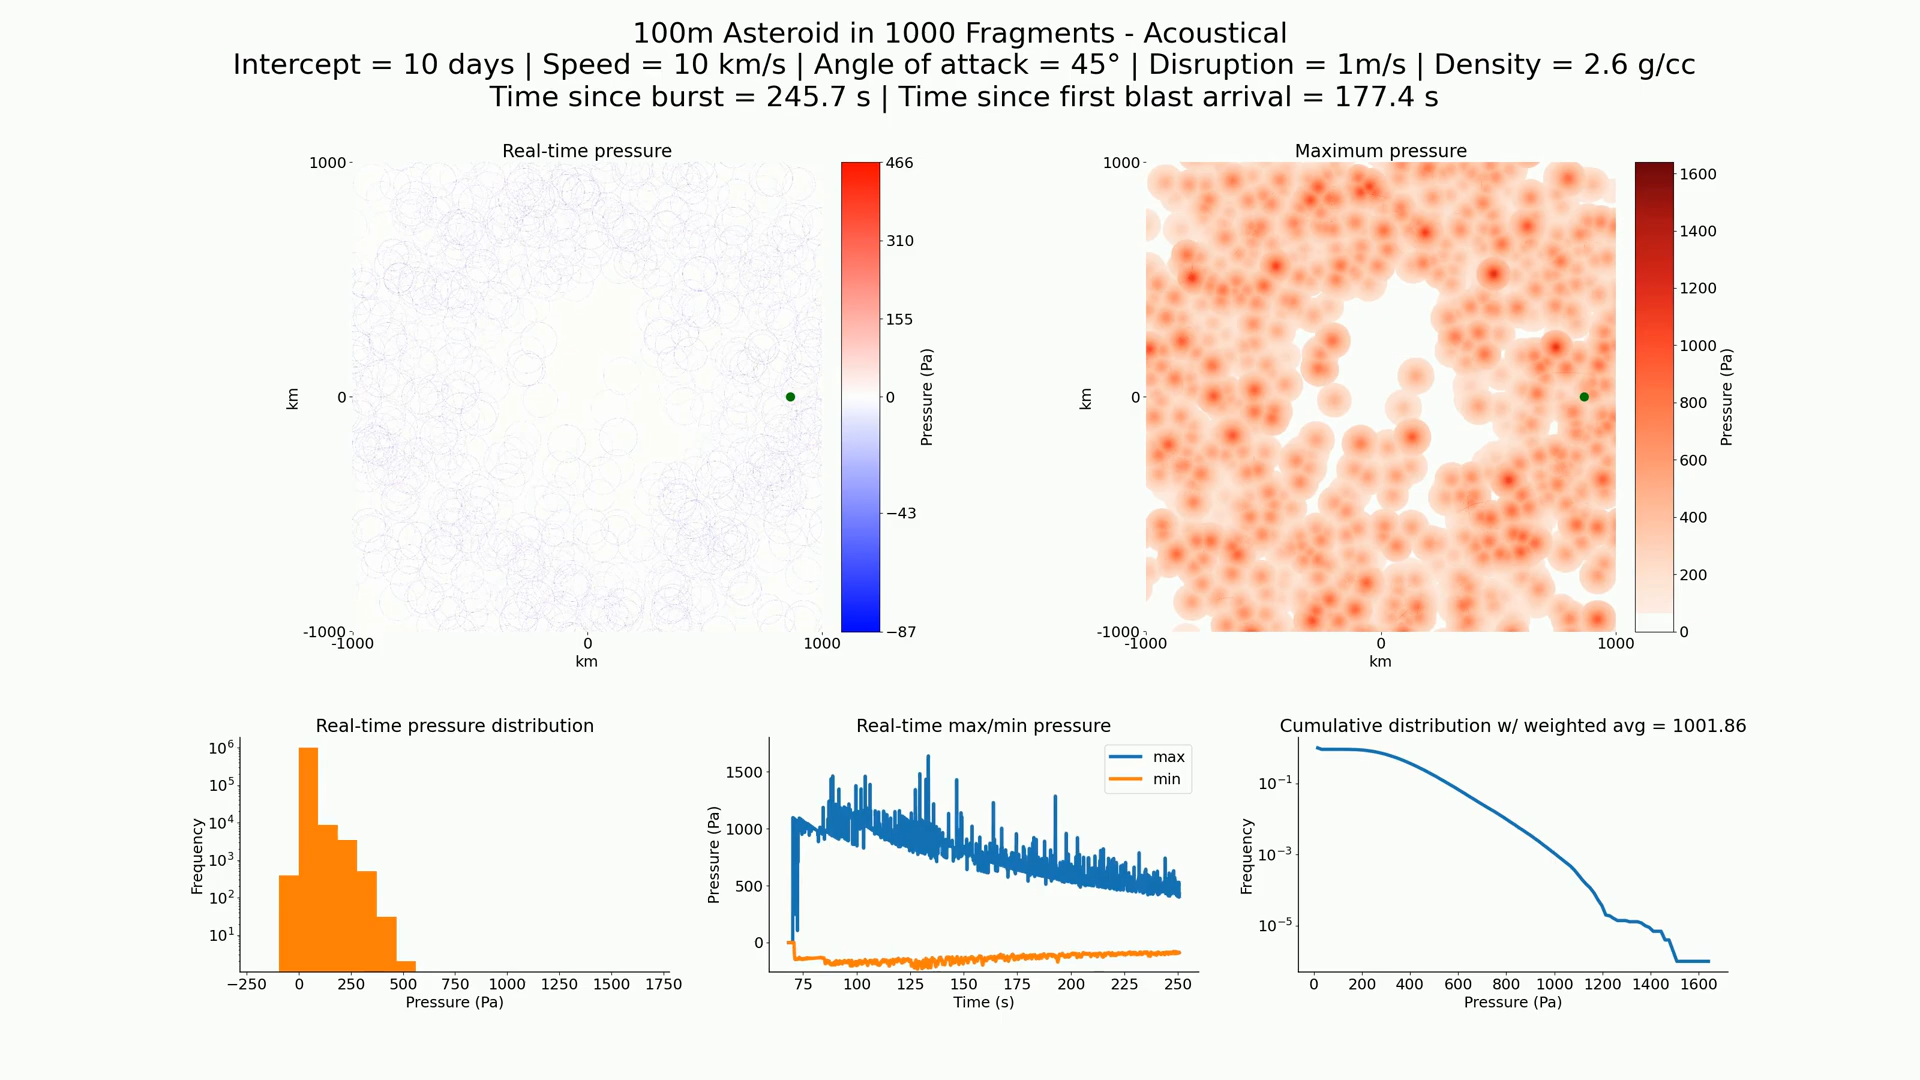 100m Asteroid in 1000 Fragments - Acoustical
Intercept = 10 days | Speed = 10 km/s | Angle of attack = 45° | Disruption = 1m/s | Density = 2.6 g/cc
Time since burst = 245.7 s | Time since first blast arrival = 177.4 s
Real-time pressure
1000
0
-1000
km
-1000
0
1000
km
466
310
155
0
−43
−87
Pressure (Pa)
Maximum pressure
1000
0
-1000
km
-1000
0
1000
km
1600
1400
1200
1000
800
600
400
200
0
Pressure (Pa)
Real-time pressure distribution
10⁶
10⁵
10⁴
10³
10²
10¹
Frequency
−250 0 250 500 750 1000 1250 1500 1750
Pressure (Pa)
Real-time max/min pressure
max
min
1500
1000
500
0
Pressure (Pa)
75 100 125 150 175 200 225 250
Time (s)
Cumulative distribution w/ weighted avg = 1001.86
10⁻¹
10⁻³
10⁻⁵
Frequency
0 200 400 600 800 1000 1200 1400 1600
Pressure (Pa)